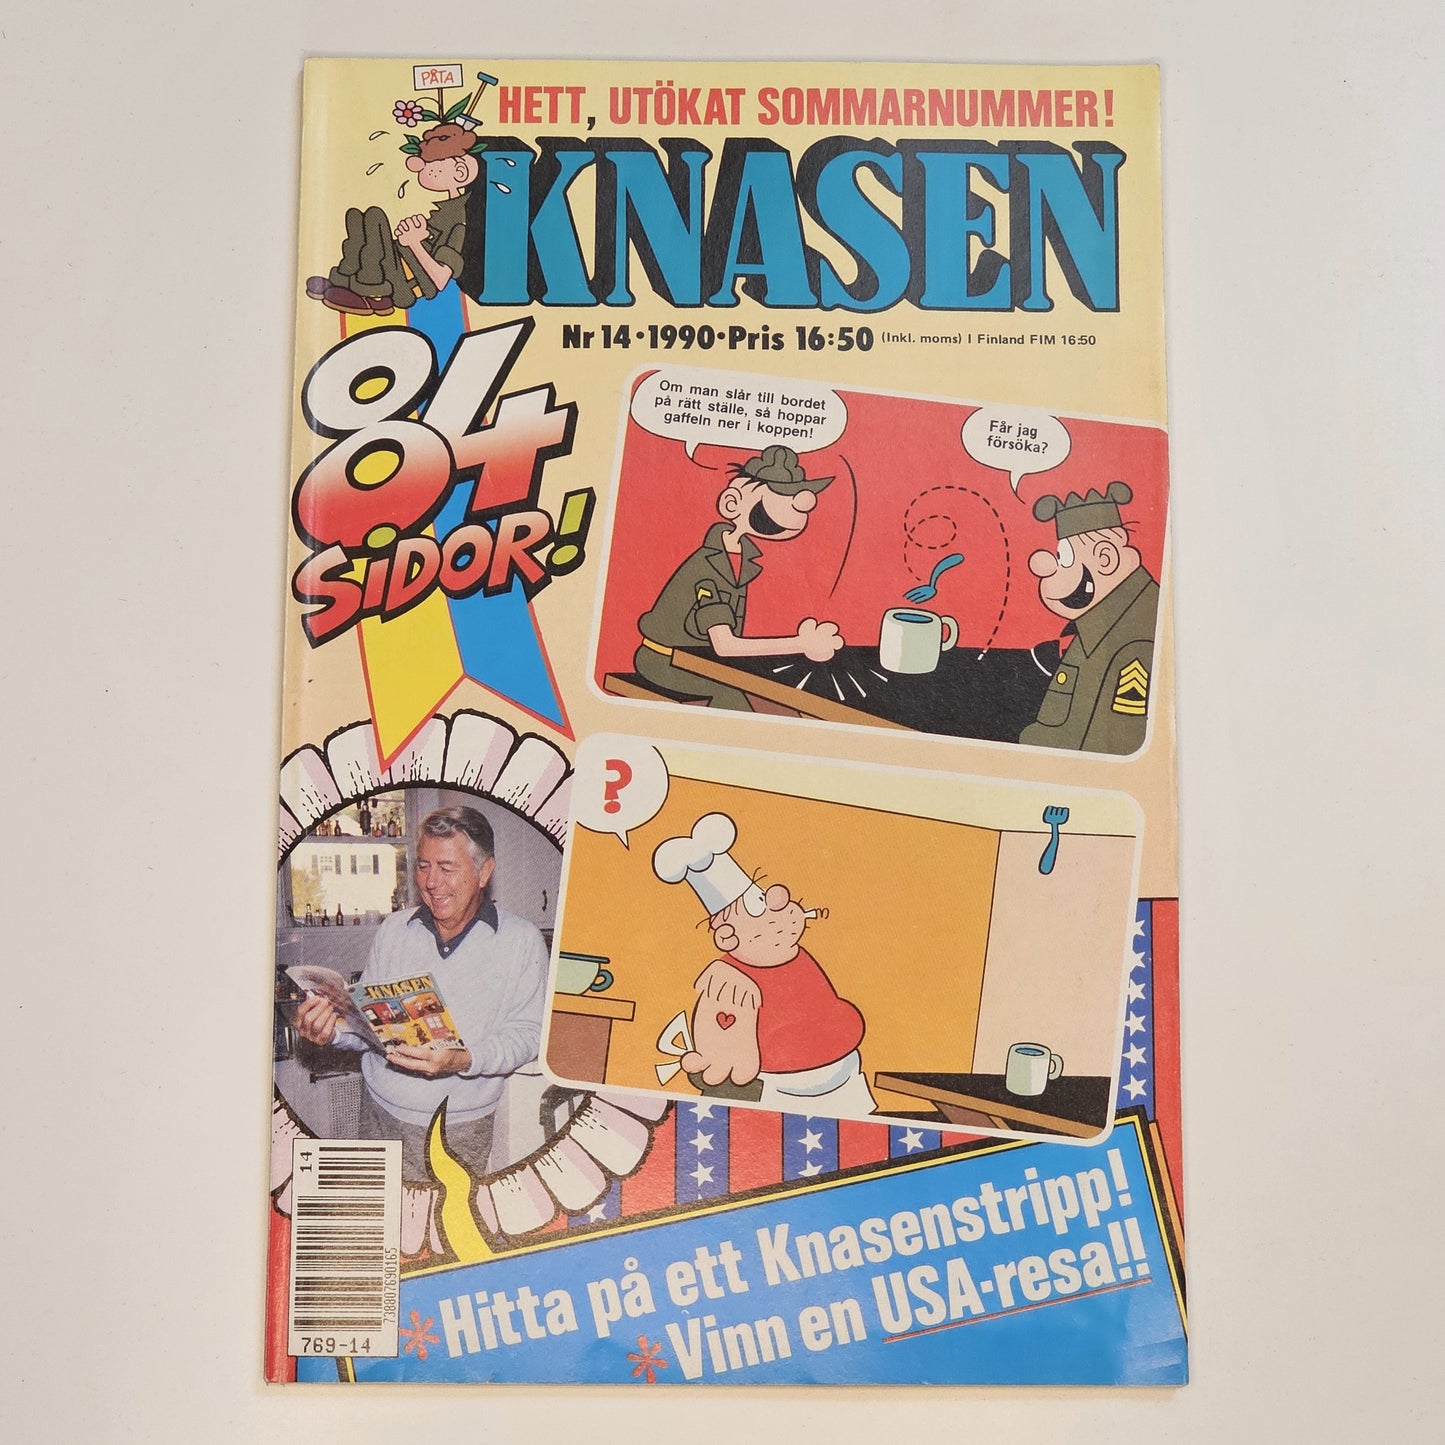 PÅTA
HETT, UTÖKAT SOMMARNUMMER!
KNASEN
Nr 14•1990•Pris 16:50 (Inkl. moms) I Finland FIM 16:50
84
SiDOR!
Om man slår till bordet
på rätt ställe, så hoppar
gaffeln ner i koppen!
Får jag
försöka?
?
KNASEN
14
738807690165
769-14
*Hitta på ett Knasenstripp!
*Vinn en USA-resa!!